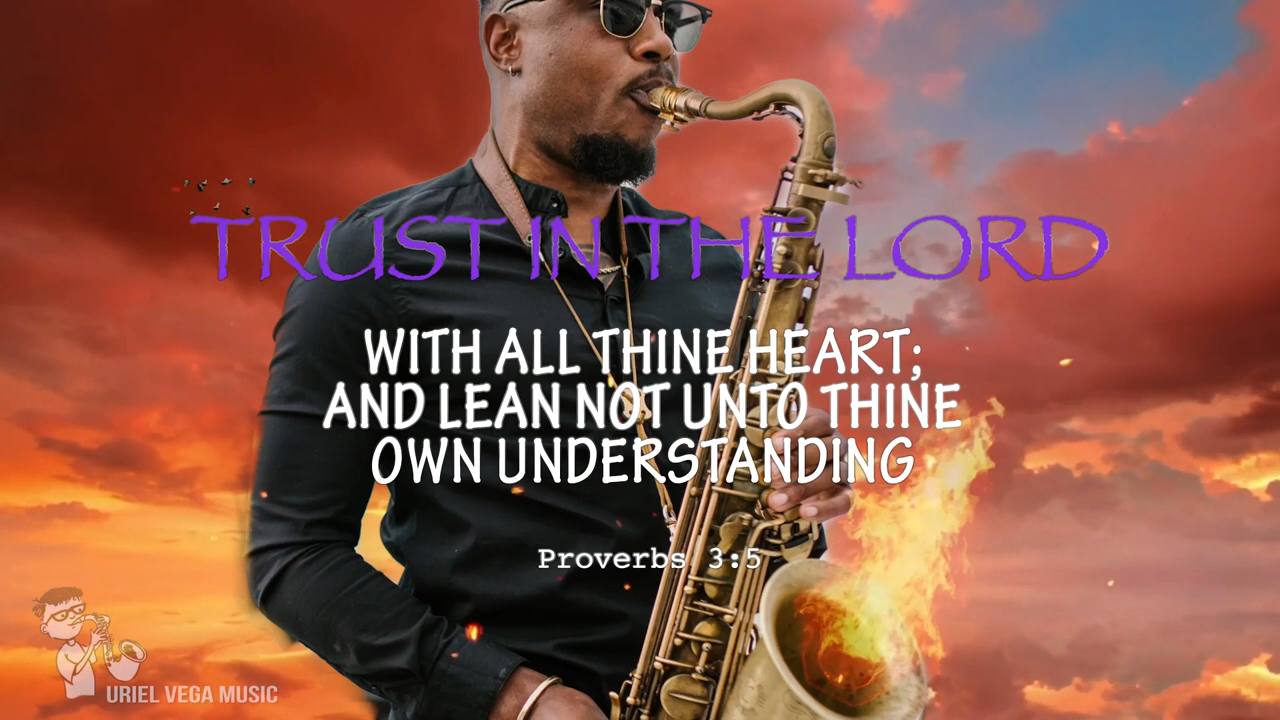 TRUST IN THE LORD
WITH ALL THINE HEART;
AND LEAN NOT UNTO THINE
OWN UNDERSTANDING
Proverbs 3:5
URIEL VEGA MUSIC